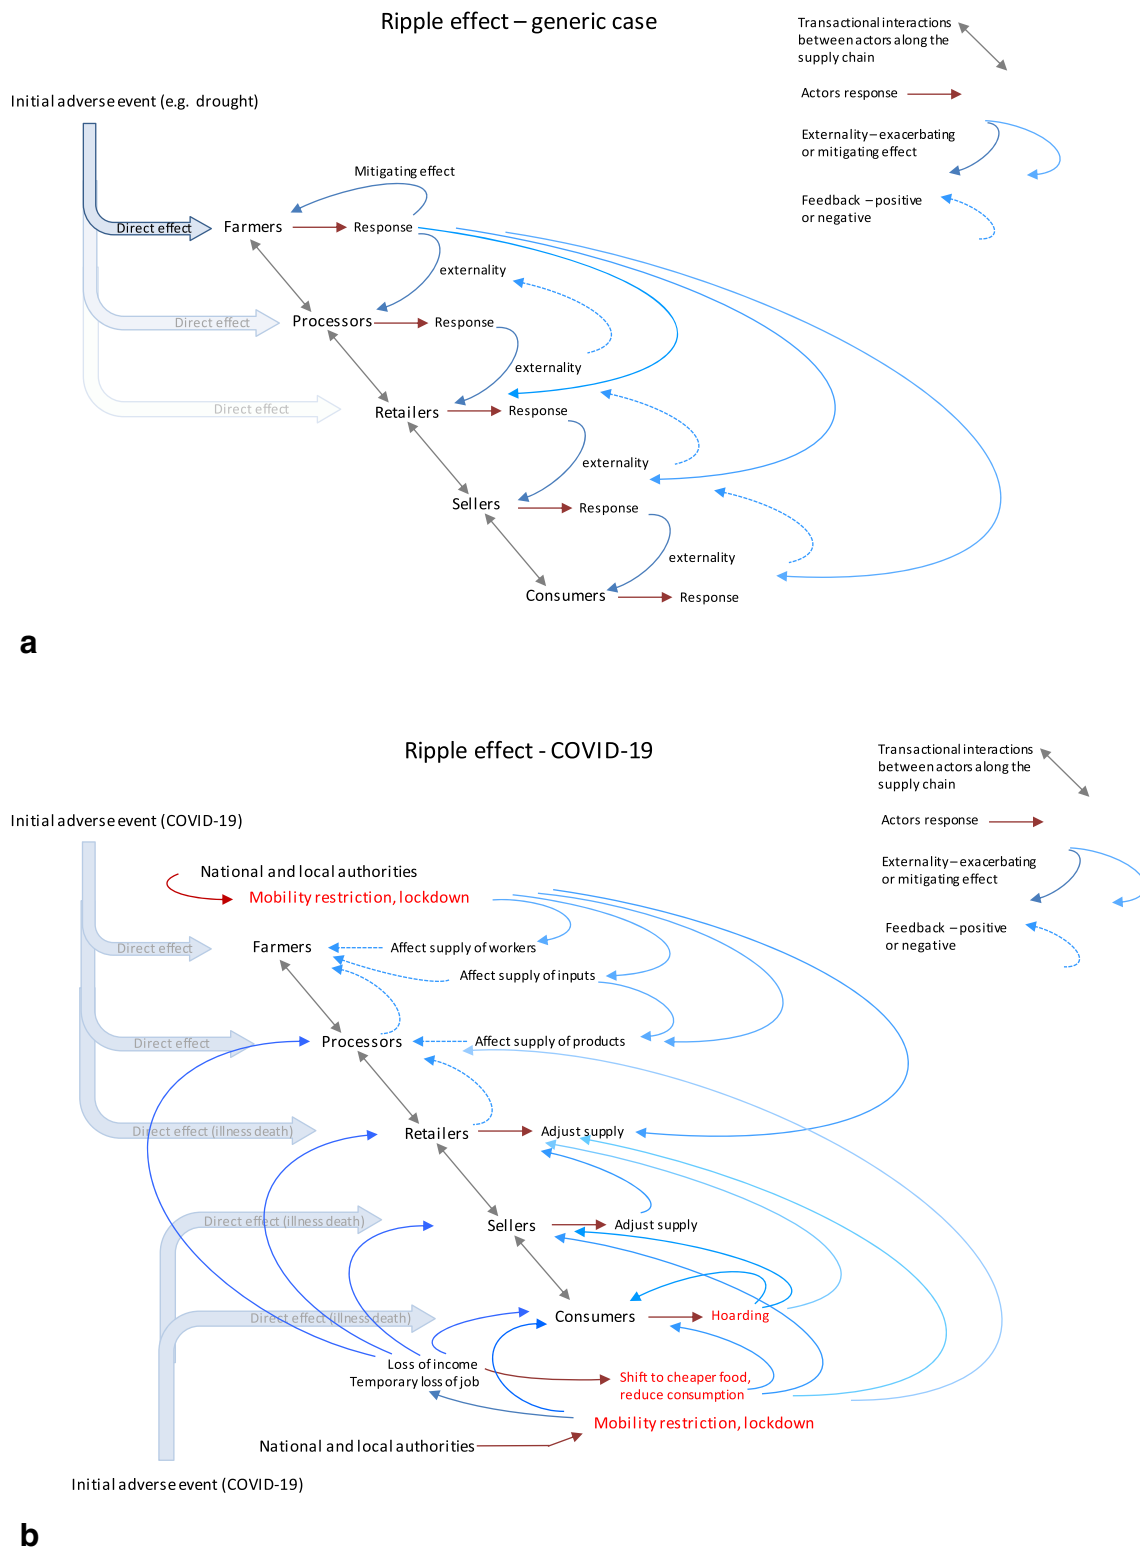 Ripple effect – generic case
Transactional interactions
between actors along the
supply chain
Actors response
Externality – exacerbating
or mitigating effect
Feedback – positive
or negative
Initial adverse event (e.g. drought)
Mitigating effect
Direct effect
Farmers
Response
externality
Direct effect
Processors
Response
externality
Direct effect
Retailers
Response
externality
Sellers
Response
externality
Consumers
Response
a
Ripple effect - COVID-19
Transactional interactions
between actors along the
supply chain
Actors response
Externality – exacerbating
or mitigating effect
Feedback – positive
or negative
Initial adverse event (COVID-19)
National and local authorities
Mobility restriction, lockdown
Direct effect
Farmers
Affect supply of workers
Affect supply of inputs
Direct effect
Processors
Affect supply of products
Direct effect (illness death)
Retailers
Adjust supply
Direct effect (illness death)
Sellers
Adjust supply
Direct effect (illness death)
Consumers
Hoarding
Loss of income
Temporary loss of job
Shift to cheaper food,
reduce consumption
Mobility restriction, lockdown
National and local authorities
Initial adverse event (COVID-19)
b